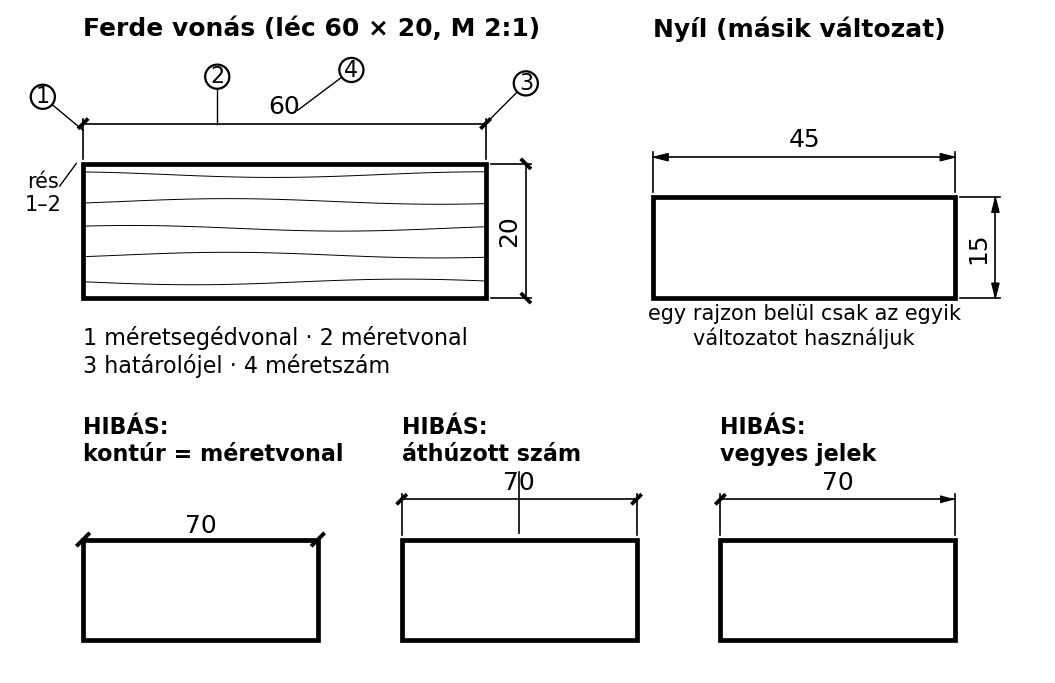 Ferde vonás (léc 60 × 20, M 2:1)
Nyíl (másik változat)
1
2
4
3
60
rés
1–2
20
45
15
egy rajzon belül csak az egyik
változatot használjuk
1 méretsegédvonal · 2 méretvonal
3 határolójel · 4 méretszám
HIBÁS:
kontúr = méretvonal
70
HIBÁS:
áthúzott szám
70
HIBÁS:
vegyes jelek
70